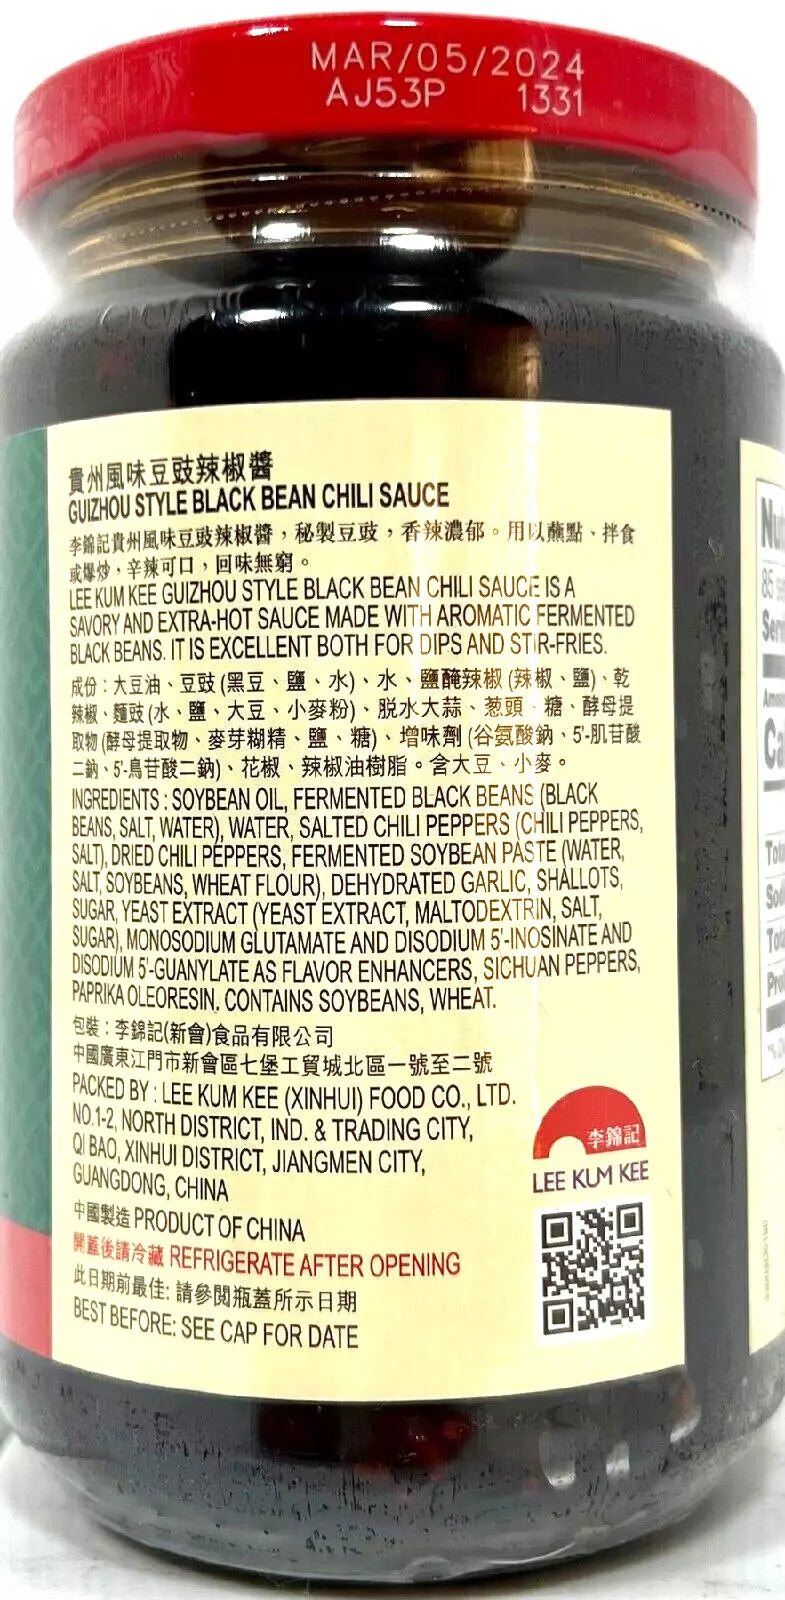 MAR/05/2024
AJ53P 1331
貴州風味豆豉辣椒醬
GUIZHOU STYLE BLACK BEAN CHILI SAUCE
李錦記貴州風味豆豉辣椒醬，秘製豆豉，香辣濃郁。用以蘸點、拌食
或爆炒，辛辣可口，回味無窮。
LEE KUM KEE GUIZHOU STYLE BLACK BEAN CHILI SAUCE IS A
SAVORY AND EXTRA-HOT SAUCE MADE WITH AROMATIC FERMENTED
BLACK BEANS. IT IS EXCELLENT BOTH FOR DIPS AND STIR-FRIES.
成份：大豆油、豆豉 (黑豆、鹽、水)、水、鹽醃辣椒 (辣椒、鹽)、乾
辣椒、麵豉 (水、鹽、大豆、小麥粉)、脱水大蒜、葱頭、糖、酵母提
取物 (酵母提取物、麥芽糊精、鹽、糖)、增味劑 (谷氨酸鈉、5'-肌苷酸
二鈉、5'-鳥苷酸二鈉)、花椒、辣椒油樹脂。含大豆、小麥。
INGREDIENTS : SOYBEAN OIL, FERMENTED BLACK BEANS (BLACK
BEANS, SALT, WATER), WATER, SALTED CHILI PEPPERS (CHILI PEPPERS,
SALT), DRIED CHILI PEPPERS, FERMENTED SOYBEAN PASTE (WATER,
SALT, SOYBEANS, WHEAT FLOUR), DEHYDRATED GARLIC, SHALLOTS,
SUGAR, YEAST EXTRACT (YEAST EXTRACT, MALTODEXTRIN, SALT,
SUGAR), MONOSODIUM GLUTAMATE AND DISODIUM 5'-INOSINATE AND
DISODIUM 5'-GUANYLATE AS FLAVOR ENHANCERS, SICHUAN PEPPERS,
PAPRIKA OLEORESIN. CONTAINS SOYBEANS, WHEAT.
包裝：李錦記(新會)食品有限公司
中國廣東江門市新會區七堡工貿城北區一號至二號
PACKED BY : LEE KUM KEE (XINHUI) FOOD CO., LTD.
NO.1-2, NORTH DISTRICT, IND. & TRADING CITY,
QI BAO, XINHUI DISTRICT, JIANGMEN CITY,
GUANGDONG, CHINA
中國製造 PRODUCT OF CHINA
開蓋後請冷藏 REFRIGERATE AFTER OPENING
此日期前最佳: 請參閱瓶蓋所示日期
BEST BEFORE: SEE CAP FOR DATE
李錦記
LEE KUM KEE